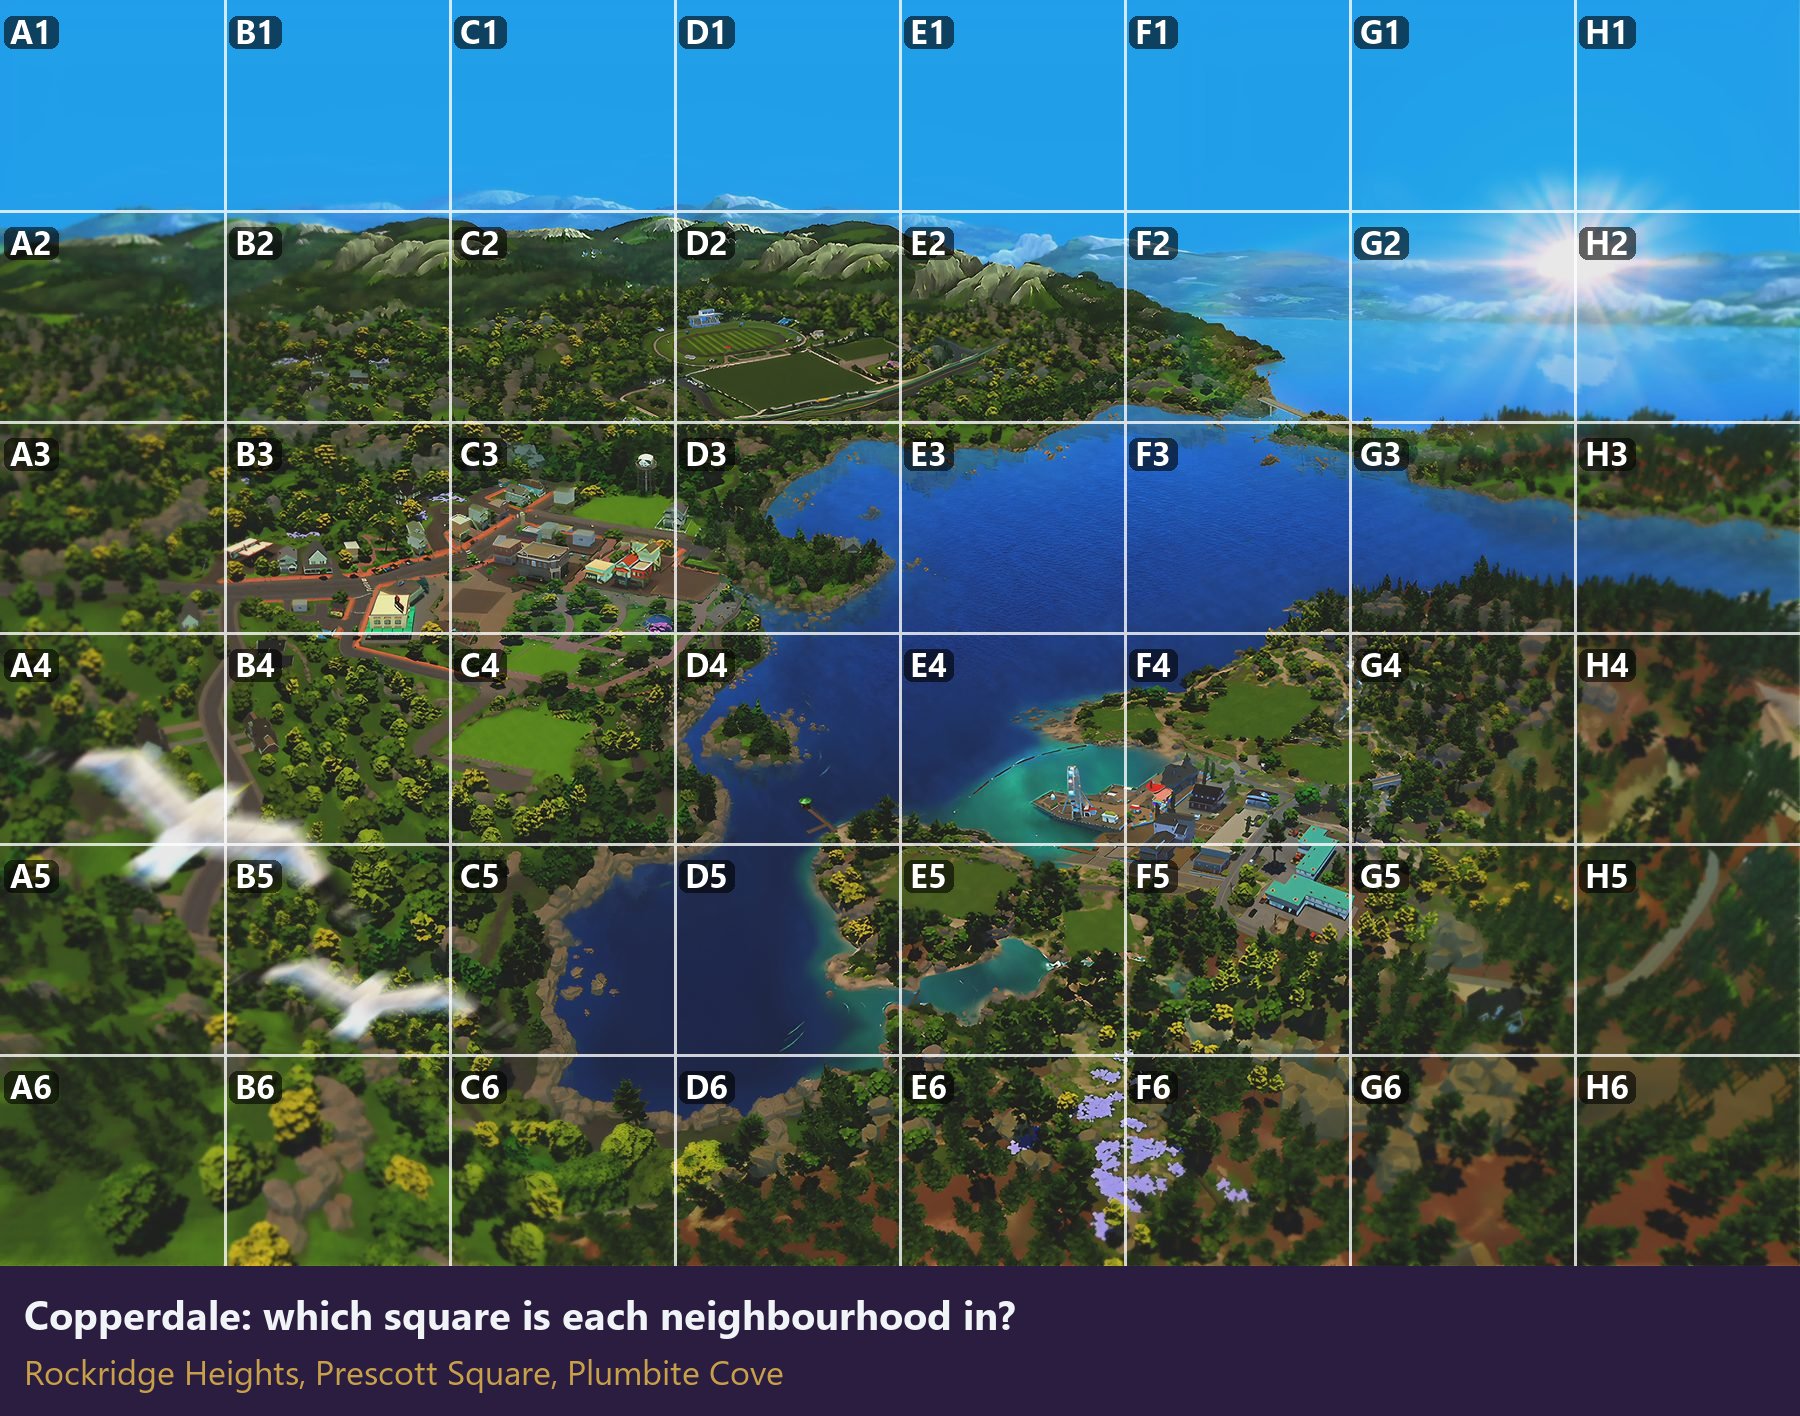 A1 B1 C1 D1 E1 F1 G1 H1
A2 B2 C2 D2 E2 F2 G2 H2
A3 B3 C3 D3 E3 F3 G3 H3
A4 B4 C4 D4 E4 F4 G4 H4
A5 B5 C5 D5 E5 F5 G5 H5
A6 B6 C6 D6 E6 F6 G6 H6
Copperdale: which square is each neighbourhood in?
Rockridge Heights, Prescott Square, Plumbite Cove